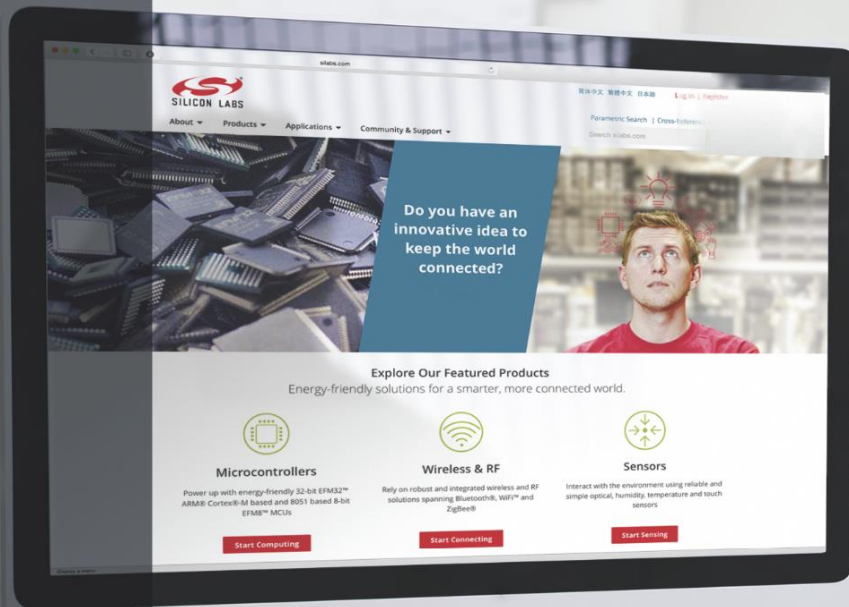 silabs.com
SILICON LABS
简体中文 繁體中文 日本語 Log In | Register
About Products Applications Community & Support
Parametric Search | Cross-Reference
Search silabs.com
EFM32
Do you have an
innovative idea to
keep the world
connected?
Explore Our Featured Products
Energy-friendly solutions for a smarter, more connected world.
Microcontrollers
Power up with energy-friendly 32-bit EFM32™
ARM® Cortex®-M based and 8051 based 8-bit
EFM8™ MCUs
Start Computing
Wireless & RF
Rely on robust and integrated wireless and RF
solutions spanning Bluetooth®, WiFi™ and
ZigBee®
Start Connecting
Sensors
Interact with the environment using reliable and
simple optical, humidity, temperature and touch
sensors
Start Sensing
Display a menu